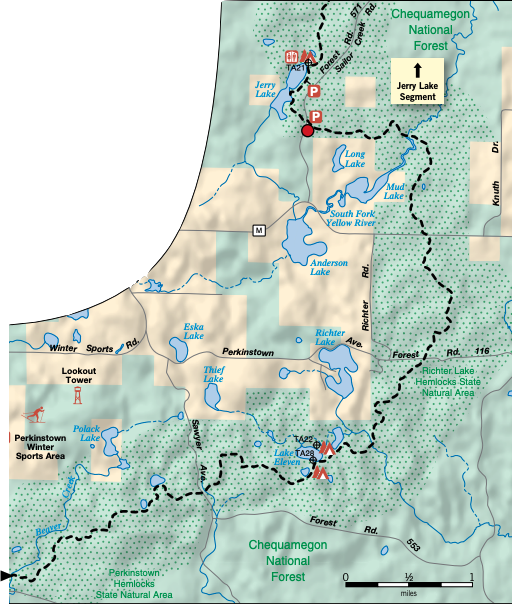 571
Rd.
Chequamegon
National
Forest
Forest Rd.
Sailor Creek Rd.
TA21
Jerry Lake
Segment
Jerry
Lake
P
P
Long
Lake
Knuth Dr.
Mud
Lake
South Fork
Yellow River
M
Anderson
Lake
Richter Rd.
Eska
Lake
Richter
Lake
Winter Sports Rd.
Perkinstown Ave.
Forest Rd. 116
Lookout
Tower
Thief
Lake
Richter Lake
Hemlocks State
Natural Area
Polack
Lake
Perkinstown
Winter
Sports Area
Sawyer Ave.
TA22
Lake
Eleven
TA28
Beaver Creek
Forest Rd. 553
Chequamegon
National
Forest
Perkinstown
Hemlocks
State Natural Area
0 ½ 1
miles